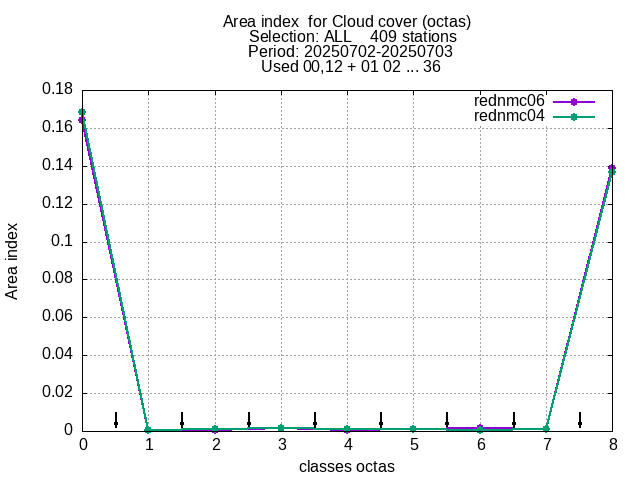 Area index  for Cloud cover (octas)
Selection: ALL    409 stations
Period: 20250702-20250703
Used 00,12 + 01 02 ... 36
rednmc06
rednmc04
0.18
0.16
0.14
0.12
0.1
0.08
0.06
0.04
0.02
0
Area index
0 1 2 3 4 5 6 7 8
classes octas